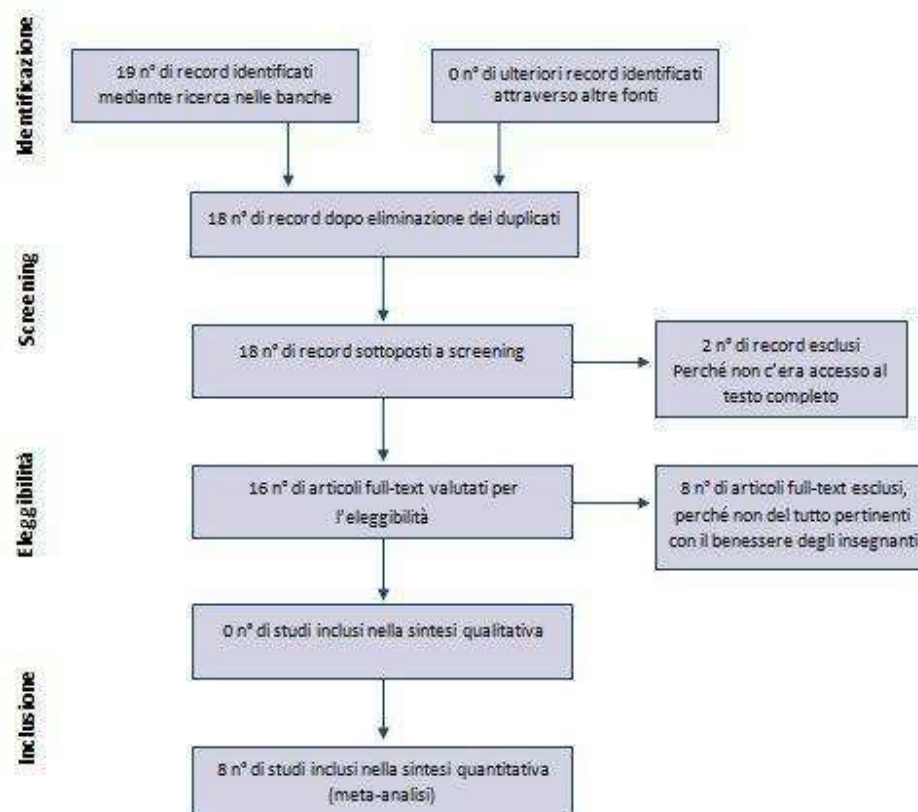 Identificazione
19 n° di record identificati
mediante ricerca nelle banche
0 n° di ulteriori record identificati
attraverso altre fonti
18 n° di record dopo eliminazione dei duplicati
Screening
18 n° di record sottoposti a screening
2 n° di record esclusi
Perché non c'era accesso al
testo completo
Eleggibilità
16 n° di articoli full-text valutati per
l'eleggibilità
8 n° di articoli full-text esclusi,
perché non del tutto pertinenti
con il benessere degli insegnanti
0 n° di studi inclusi nella sintesi qualitativa
Inclusione
8 n° di studi inclusi nella sintesi quantitativa
(meta-analisi)